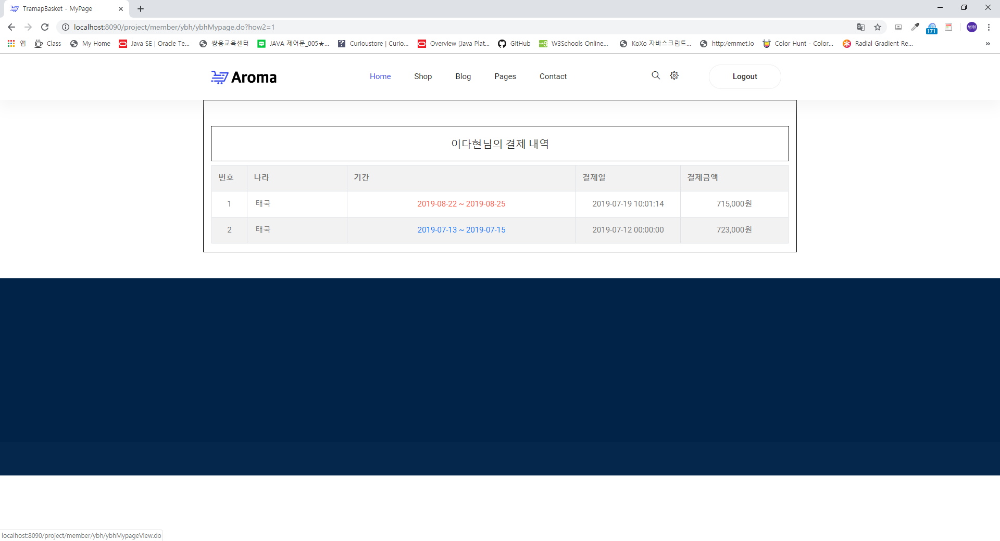 TramapBasket - MyPage
localhost:8090/project/member/ybh/ybhMypage.do?how2=1
병현
171
앱 Class My Home Java SE | Oracle Te... 쌍용교육센터 JAVA 제어문_005★... Curioustore | Curio... Overview (Java Plat... GitHub W3Schools Online... KoXo 자바스크립트... http:/emmet.io Color Hunt - Color... Radial Gradient Re... »
Aroma Home Shop Blog Pages Contact Logout
이다현님의 결제 내역
번호 나라 기간 결제일 결제금액
1 태국 2019-08-22 ~ 2019-08-25 2019-07-19 10:01:14 715,000원
2 태국 2019-07-13 ~ 2019-07-15 2019-07-12 00:00:00 723,000원
localhost:8090/project/member/ybh/ybhMypageView.do